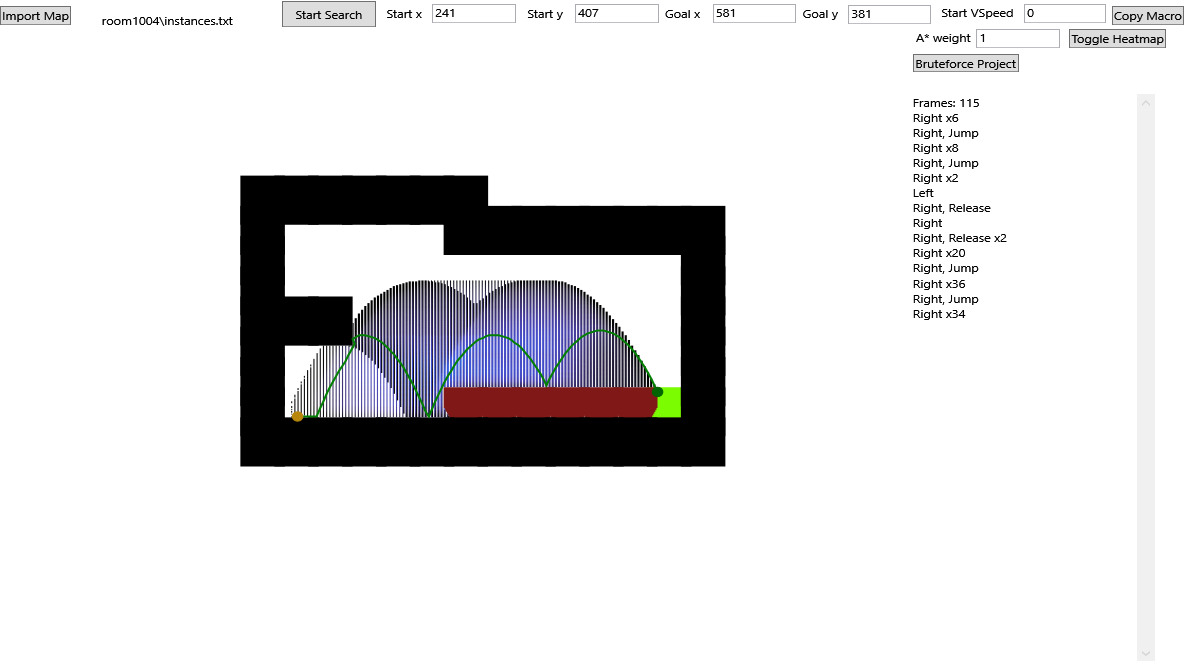 Import Map
room1004\instances.txt
Start Search
Start x 241
Start y 407
Goal x 581
Goal y 381
Start VSpeed 0
Copy Macro
A* weight 1
Toggle Heatmap
Bruteforce Project
Frames: 115
Right x6
Right, Jump
Right x8
Right, Jump
Right x2
Left
Right, Release
Right
Right, Release x2
Right x20
Right, Jump
Right x36
Right, Jump
Right x34